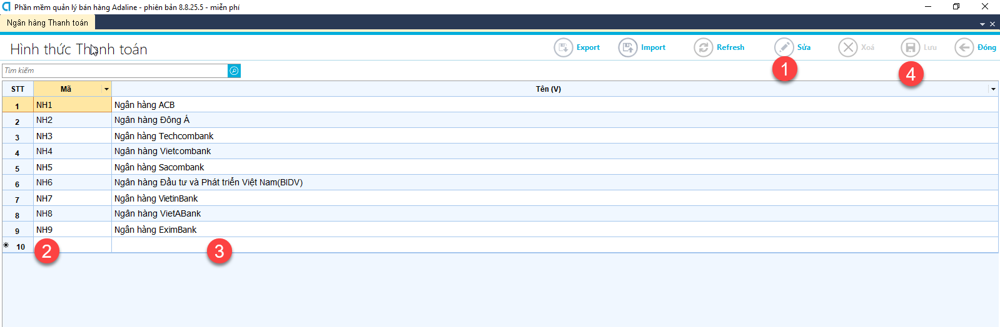 Phần mềm quản lý bán hàng Adaline - phiên bản 8.8.25.5 - miễn phí
Ngân hàng Thanh toán
Hình thức Thanh toán
Export Import Refresh Sửa Xoá Lưu Đóng
1 4
Tìm kiếm
STT Mã Tên (V)
1 NH1 Ngân hàng ACB
2 NH2 Ngân hàng Đông Á
3 NH3 Ngân hàng Techcombank
4 NH4 Ngân hàng Vietcombank
5 NH5 Ngân hàng Sacombank
6 NH6 Ngân hàng Đầu tư và Phát triển Việt Nam(BIDV)
7 NH7 Ngân hàng VietinBank
8 NH8 Ngân hàng VietABank
9 NH9 Ngân hàng EximBank
* 10
2 3